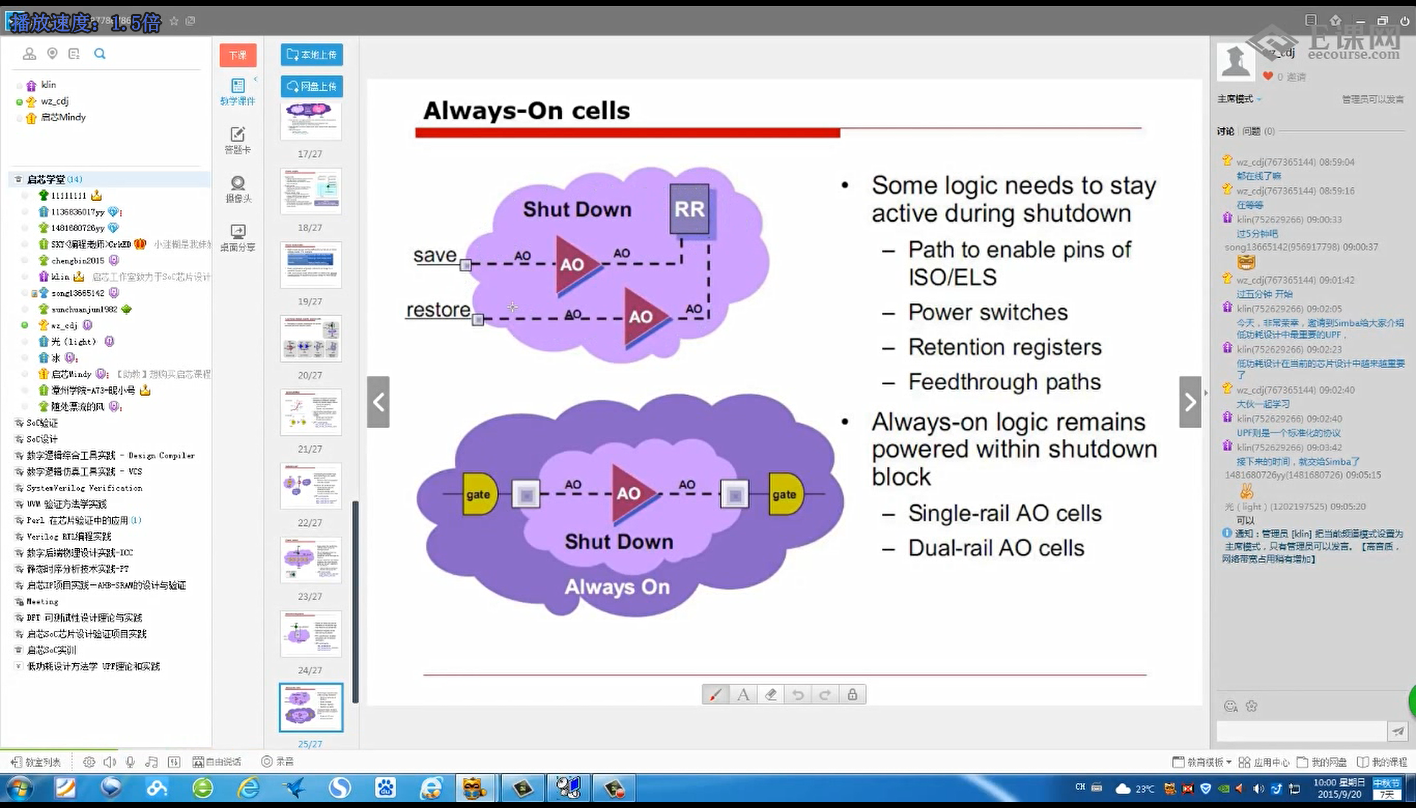 播放速度: 1.5倍
E课网
eecourse.com
wz_cdj
0 邀请
主席模式
管理员可以发言
讨论 问题 (0)
klin
wz_cdj
启芯Mindy
下课
教学课件
答题卡
摄像头
桌面分享
本地上传
网盘上传
17/27
18/27
19/27
20/27
21/27
22/27
23/27
24/27
25/27
启芯学堂 (14)
11111111
1136836017yy
1481680726yy
chengbin2015
klin 启芯工作室致力于SoC芯片设计
song13665142
sunchuanjun1982
wz_cdj
光 (light)
冰
启芯Mindy 【助教】想购买启芯课程
潭州学院-AT3-昵小号
随处漂流的风
SoC验证
SoC设计
数字逻辑综合工具实践 - Design Compiler
数字逻辑仿真工具实践 - VCS
SystemVerilog Verification
UVM 验证方法学实践
Perl 在芯片验证中的应用 (1)
Verilog RTL编程实践
数字后端物理设计实践-ICC
静态时序分析技术实践-PT
启芯IP项目实践—AHB-SRAM的设计与验证
Meeting
DFT 可测试性设计理论与实践
启芯SoC芯片设计验证项目实践
启芯SoC实训
低功耗设计方法学 UPF理论和实践
Always-On cells
Shut Down
RR
save
AO
AO
AO
restore
AO
AO
AO
gate
AO
AO
AO
gate
Shut Down
Always On
• Some logic needs to stay
active during shutdown
– Path to enable pins of
ISO/ELS
– Power switches
– Retention registers
– Feedthrough paths
• Always-on logic remains
powered within shutdown
block
– Single-rail AO cells
– Dual-rail AO cells
A
wz_cdj(767365144) 08:59:04
都在线了嘛
wz_cdj(767365144) 08:59:16
在等等
klin(752629266) 09:00:33
过5分钟吧
song13665142(956917798) 09:00:37
wz_cdj(767365144) 09:01:42
过五分钟 开始
klin(752629266) 09:02:05
今天，非常荣幸，邀请到Simba给大家介绍
低功耗设计中最重要的UPF，
klin(752629266) 09:02:23
低功耗设计在当前的芯片设计中越来越重要
了
wz_cdj(767365144) 09:02:40
大伙一起学习
klin(752629266) 09:02:40
UPF则是一个标准化的协议
klin(752629266) 09:03:42
接下来的时间，就交给Simba了
1481680726yy(1481680726) 09:05:15
光 ( light ) (1202197525) 09:05:20
可以
通知：管理员 [klin] 把当前频道模式设置为
主席模式，只有管理员可以发言。【高音质，
网络带宽占用稍有增加】
教室列表
自由说话
录音
教育模板
应用中心
我的网盘
我的课程
CH
23℃
10:00 星期日
2015/9/20
中秋节
7天